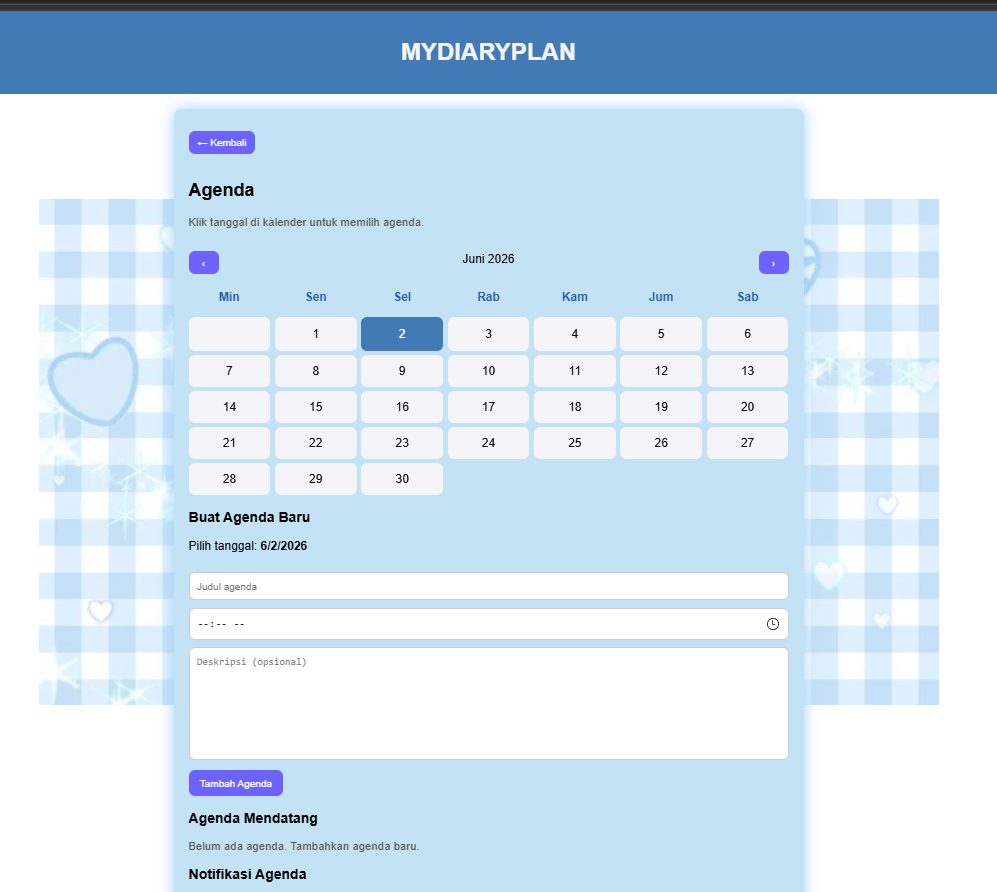 MYDIARYPLAN
← Kembali
Agenda
Klik tanggal di kalender untuk memilih agenda.
‹ Juni 2026 ›
Min Sen Sel Rab Kam Jum Sab
1 2 3 4 5 6
7 8 9 10 11 12 13
14 15 16 17 18 19 20
21 22 23 24 25 26 27
28 29 30
Buat Agenda Baru
Pilih tanggal: 6/2/2026
Judul agenda
--:-- --
Deskripsi (opsional)
Tambah Agenda
Agenda Mendatang
Belum ada agenda. Tambahkan agenda baru.
Notifikasi Agenda